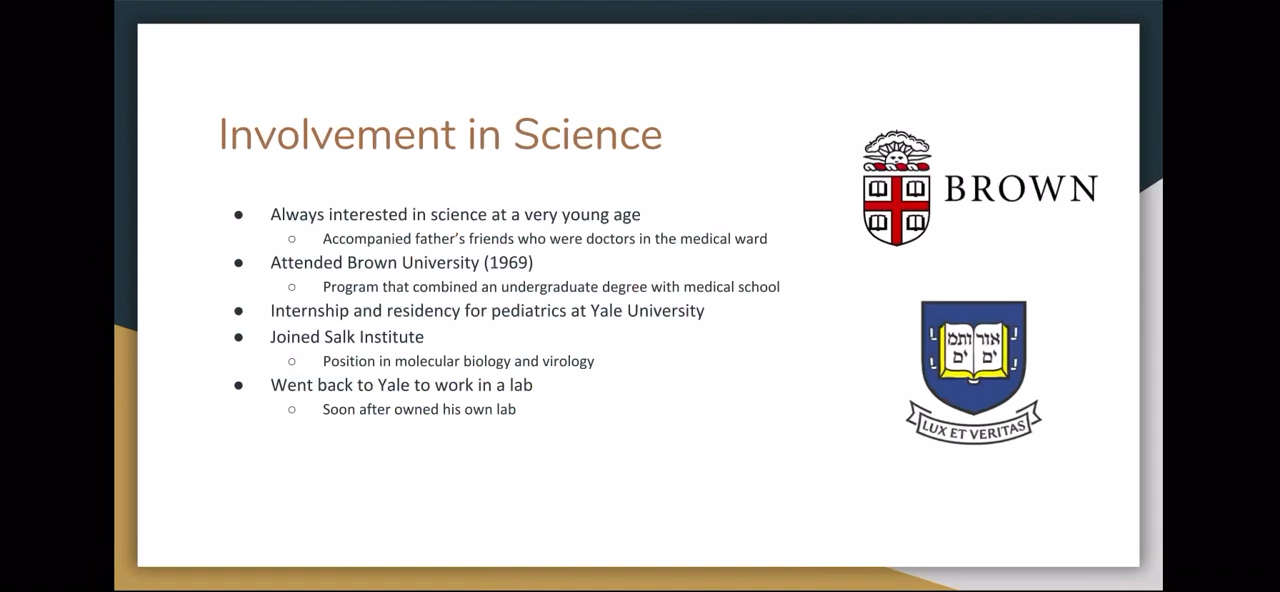 Involvement in Science
● Always interested in science at a very young age
○ Accompanied father’s friends who were doctors in the medical ward
● Attended Brown University (1969)
○ Program that combined an undergraduate degree with medical school
● Internship and residency for pediatrics at Yale University
● Joined Salk Institute
○ Position in molecular biology and virology
● Went back to Yale to work in a lab
○ Soon after owned his own lab
BROWN
אורים
ותמים
LUX ET VERITAS